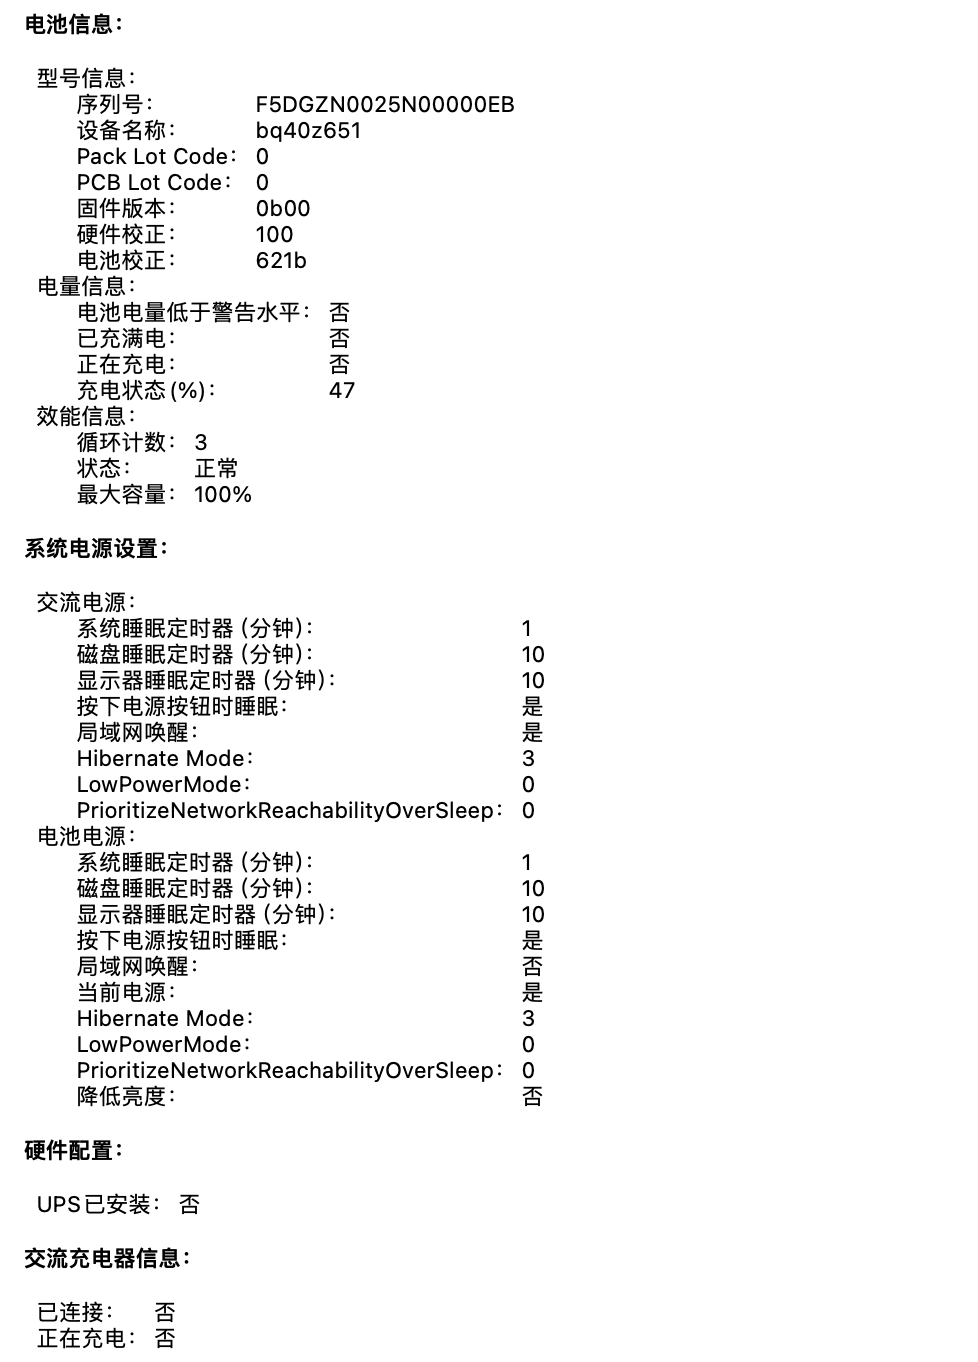 电池信息：
型号信息：
序列号： F5DGZN0025N00000EB
设备名称： bq40z651
Pack Lot Code： 0
PCB Lot Code： 0
固件版本： 0b00
硬件校正： 100
电池校正： 621b
电量信息：
电池电量低于警告水平： 否
已充满电： 否
正在充电： 否
充电状态 (%)： 47
效能信息：
循环计数： 3
状态： 正常
最大容量： 100%
系统电源设置：
交流电源：
系统睡眠定时器（分钟）： 1
磁盘睡眠定时器（分钟）： 10
显示器睡眠定时器（分钟）： 10
按下电源按钮时睡眠： 是
局域网唤醒： 是
Hibernate Mode： 3
LowPowerMode： 0
PrioritizeNetworkReachabilityOverSleep： 0
电池电源：
系统睡眠定时器（分钟）： 1
磁盘睡眠定时器（分钟）： 10
显示器睡眠定时器（分钟）： 10
按下电源按钮时睡眠： 是
局域网唤醒： 否
当前电源： 是
Hibernate Mode： 3
LowPowerMode： 0
PrioritizeNetworkReachabilityOverSleep： 0
降低亮度： 否
硬件配置：
UPS已安装： 否
交流充电器信息：
已连接： 否
正在充电： 否